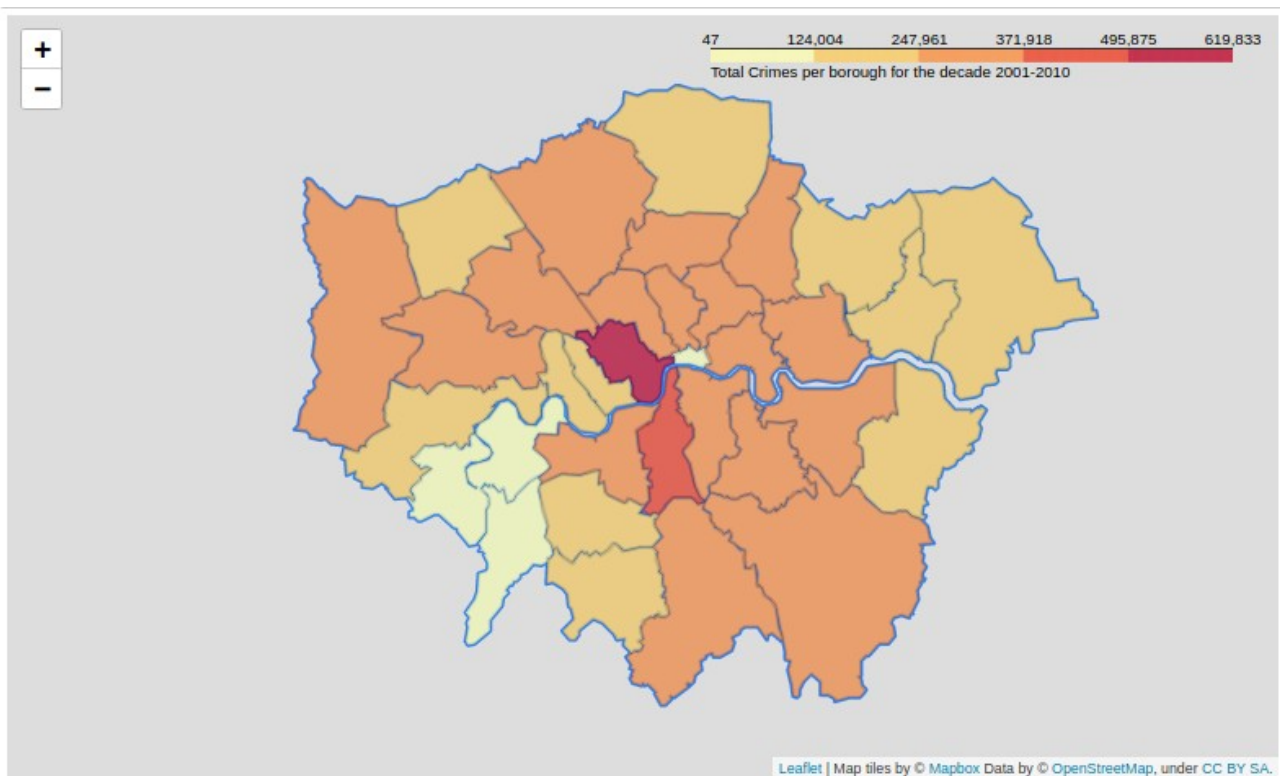 +
−
47 124,004 247,961 371,918 495,875 619,833
Total Crimes per borough for the decade 2001-2010
Leaflet | Map tiles by © Mapbox Data by © OpenStreetMap, under CC BY SA.